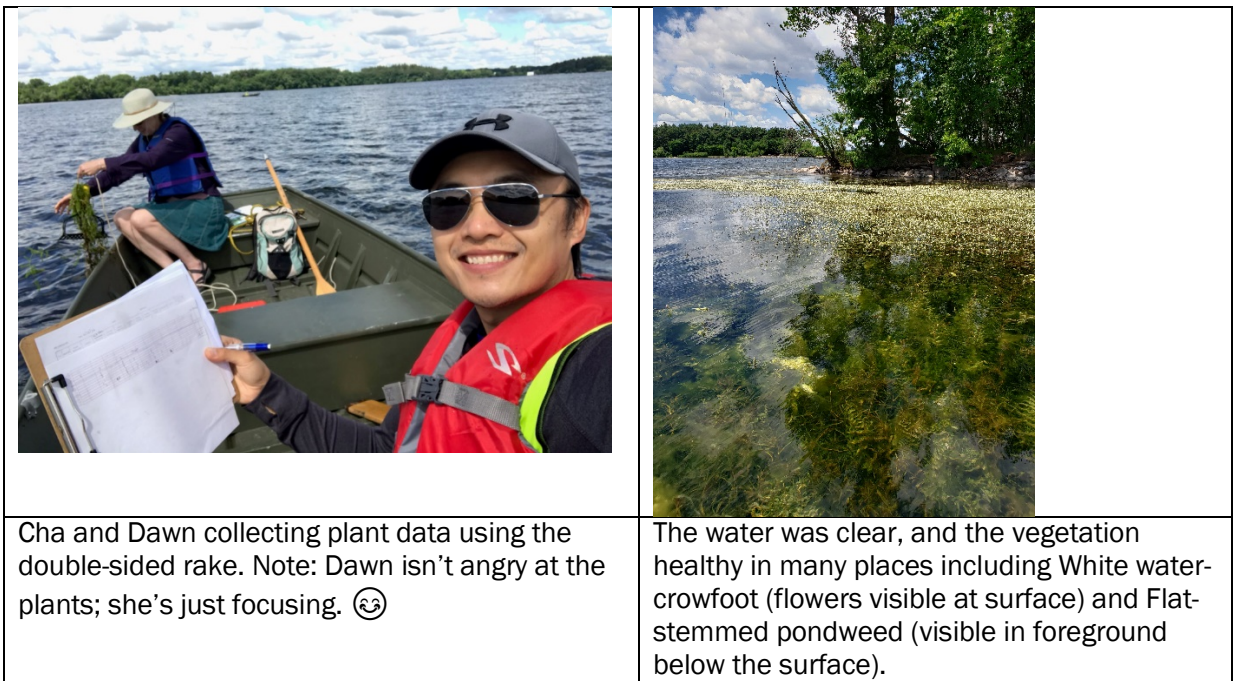 Cha and Dawn collecting plant data using the
double-sided rake. Note: Dawn isn’t angry at the
plants; she’s just focusing. 😊
The water was clear, and the vegetation
healthy in many places including White water-
crowfoot (flowers visible at surface) and Flat-
stemmed pondweed (visible in foreground
below the surface).